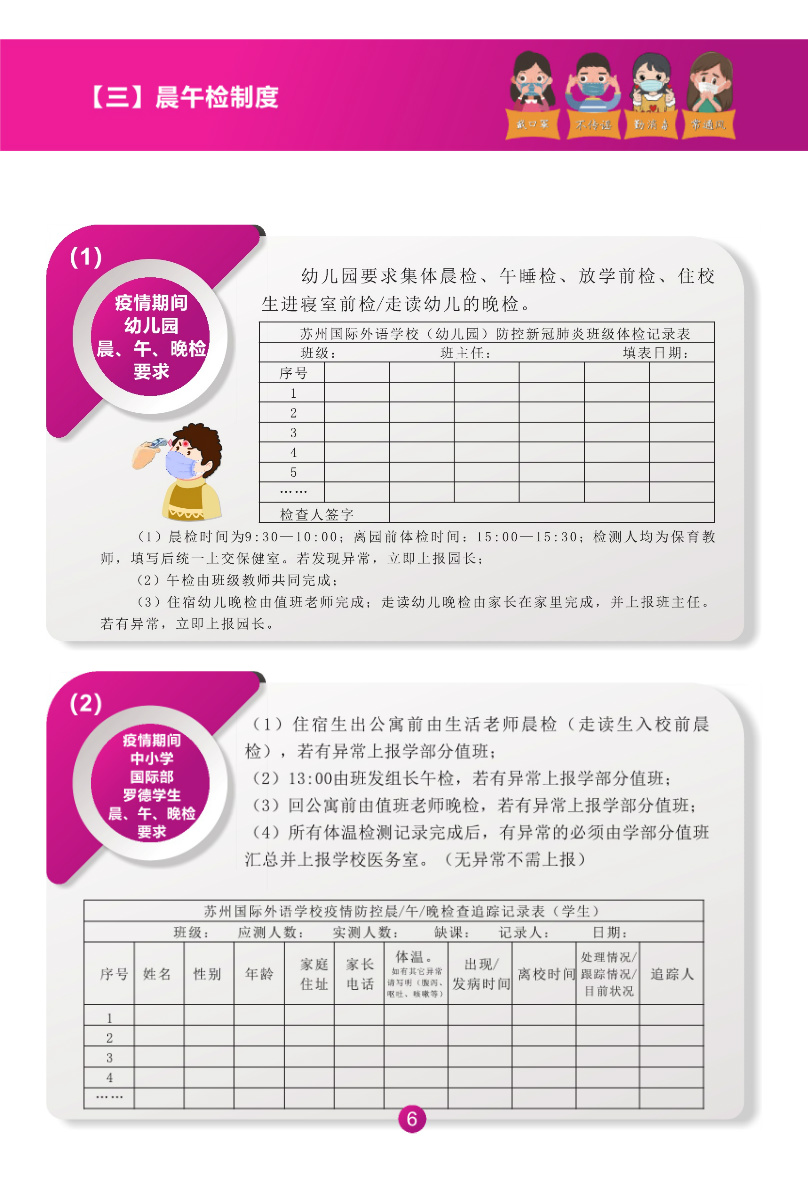 【三】晨午检制度
戴口罩 不传谣 勤消毒 常通风
(1)
疫情期间
幼儿园
晨、午、晚检
要求
幼儿园要求集体晨检、午睡检、放学前检、住校
生进寝室前检/走读幼儿的晚检。
苏州国际外语学校（幼儿园）防控新冠肺炎班级体检记录表
班级： 班主任： 填表日期：
序号
1
2
3
4
5
……
检查人签字
（1）晨检时间为9:30—10:00；离园前体检时间：15:00—15:30；检测人均为保育教
师，填写后统一上交保健室。若发现异常，立即上报园长；
（2）午检由班级教师共同完成；
（3）住宿幼儿晚检由值班老师完成；走读幼儿晚检由家长在家里完成，并上报班主任。
若有异常，立即上报园长。
(2)
疫情期间
中小学
国际部
罗德学生
晨、午、晚检
要求
（1）住宿生出公寓前由生活老师晨检（走读生入校前晨
检），若有异常上报学部分值班；
（2）13:00由班发组长午检，若有异常上报学部分值班；
（3）回公寓前由值班老师晚检，若有异常上报学部分值班；
（4）所有体温检测记录完成后，有异常的必须由学部分值班
汇总并上报学校医务室。（无异常不需上报）
苏州国际外语学校疫情防控晨/午/晚检查追踪记录表（学生）
班级： 应测人数： 实测人数： 缺课： 记录人： 日期：
序号 姓名 性别 年龄 家庭住址 家长电话 体温。如有其它异常请写明（腹泻、呕吐、咳嗽等） 出现/发病时间 离校时间 处理情况/跟踪情况/目前状况 追踪人
1
2
3
4
……
6